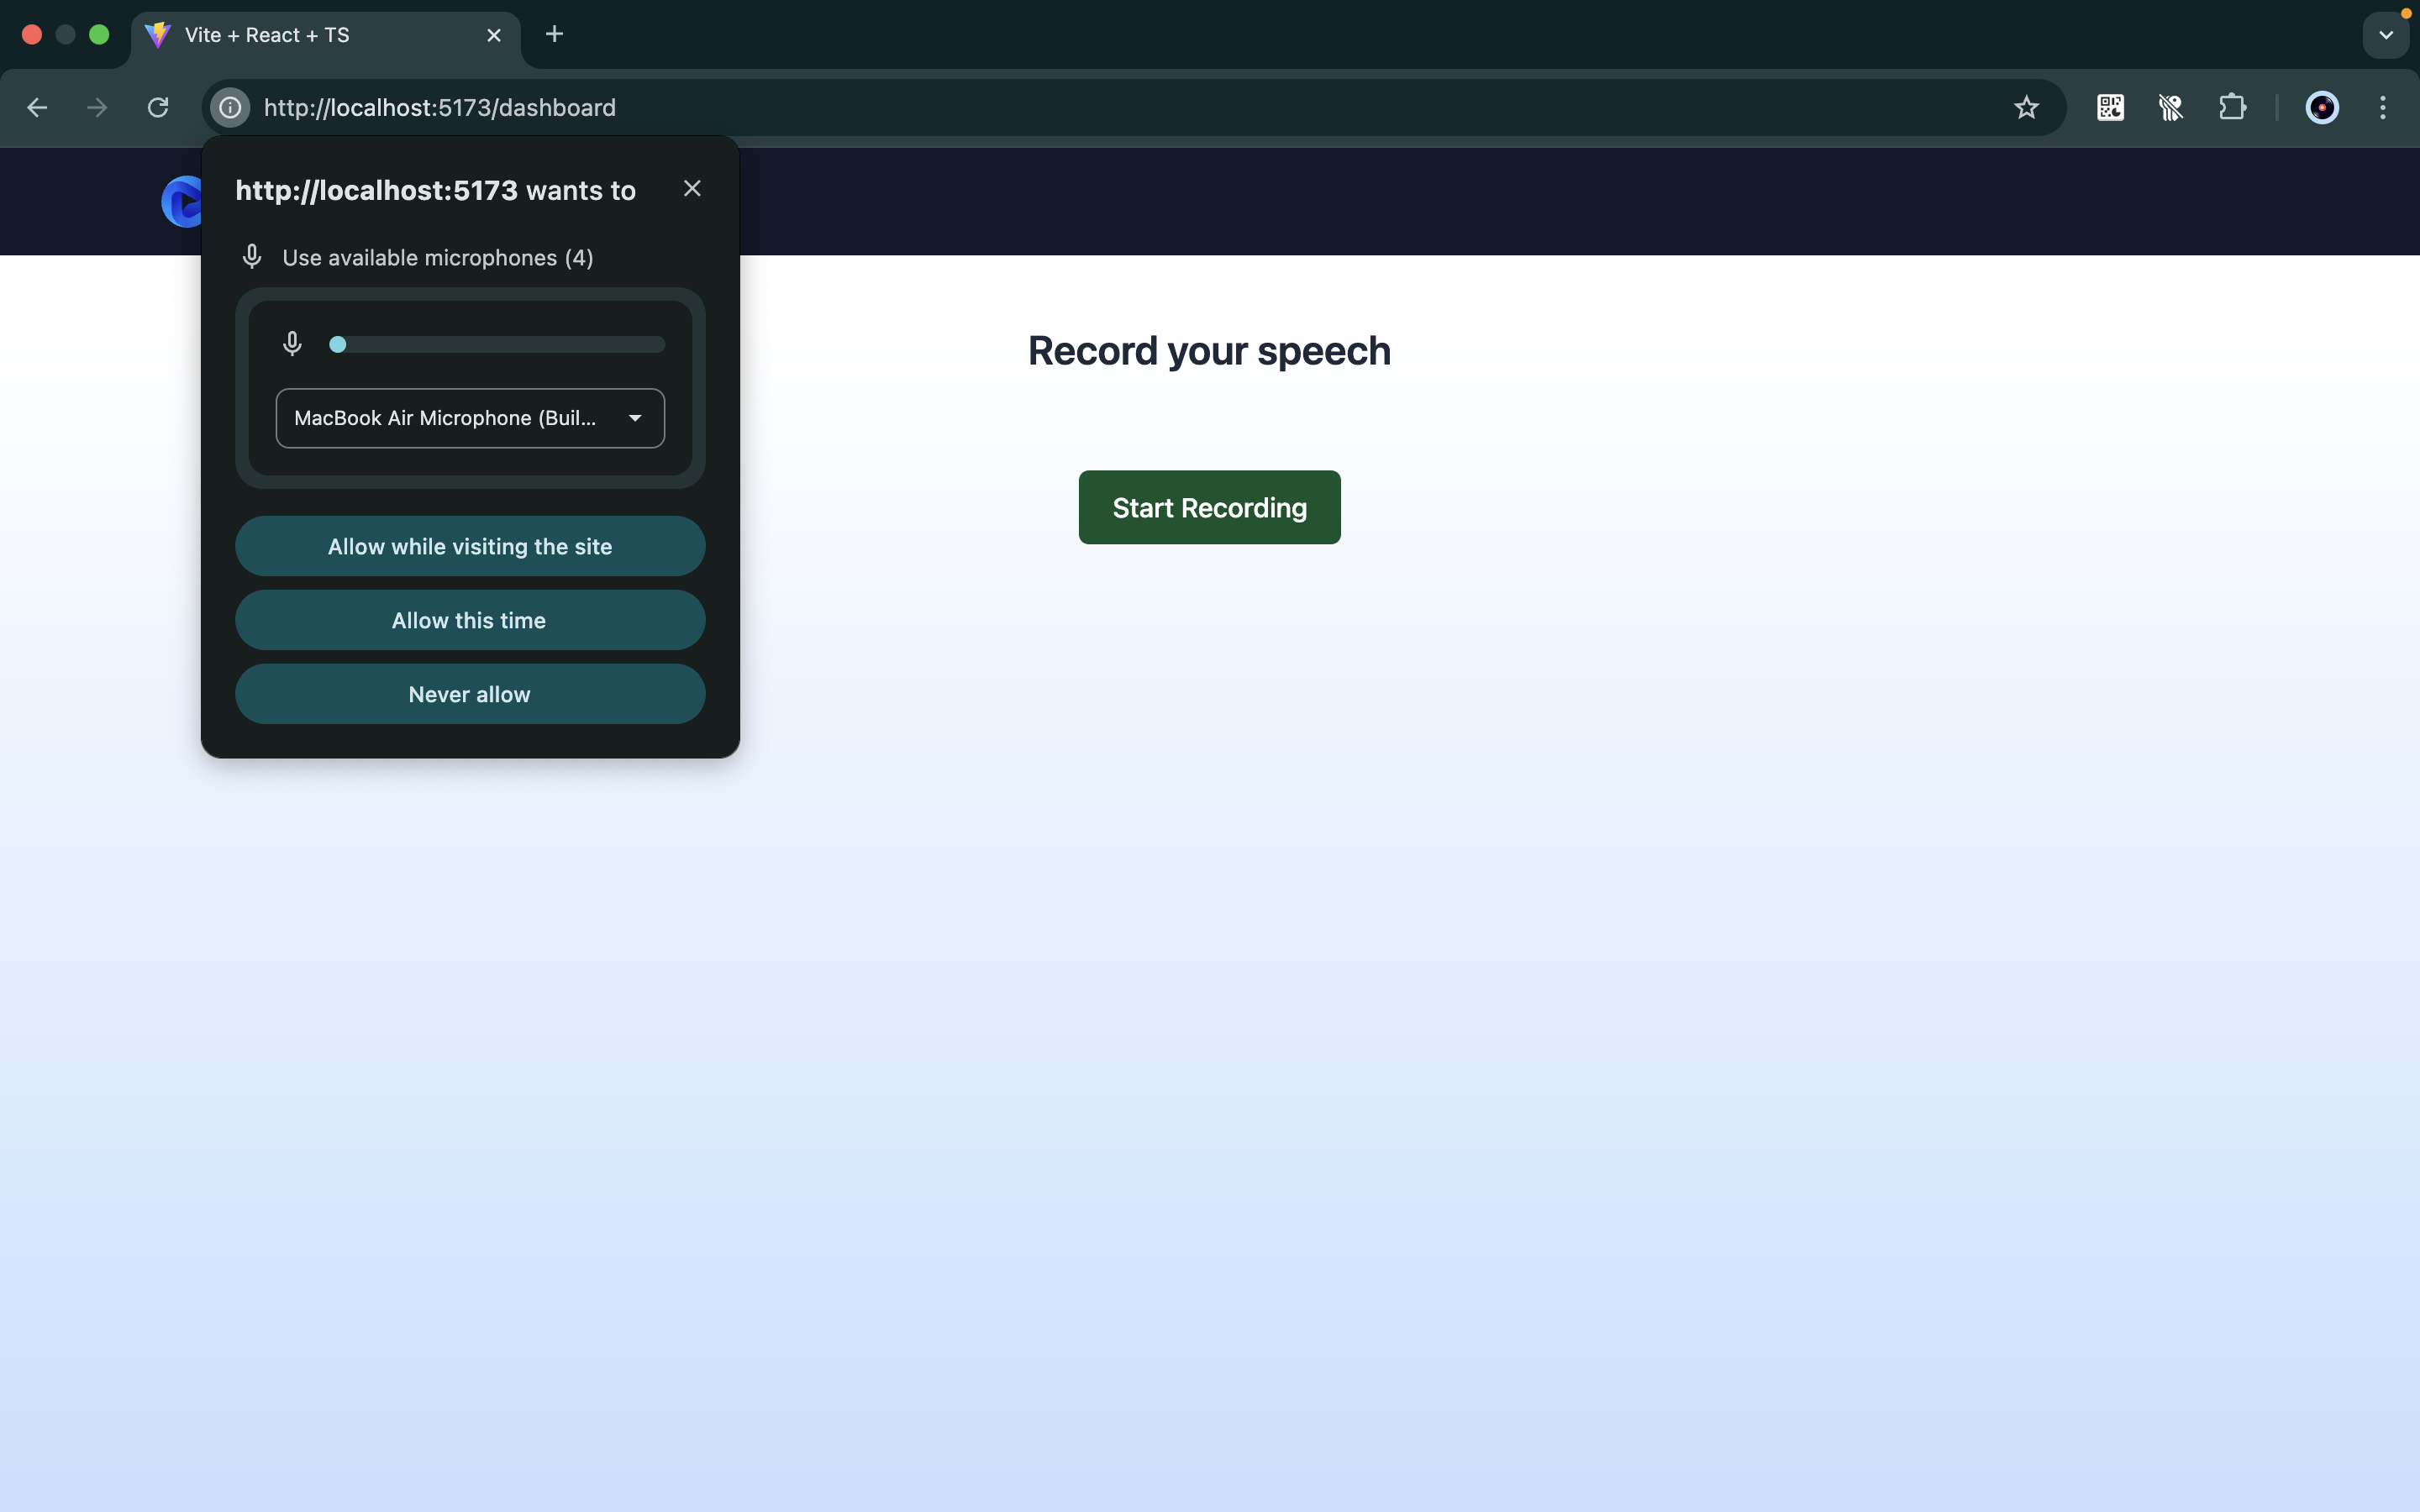 Vite + React + TS
http://localhost:5173/dashboard
http://localhost:5173 wants to
Use available microphones (4)
MacBook Air Microphone (Buil...
Allow while visiting the site
Allow this time
Never allow
Record your speech
Start Recording